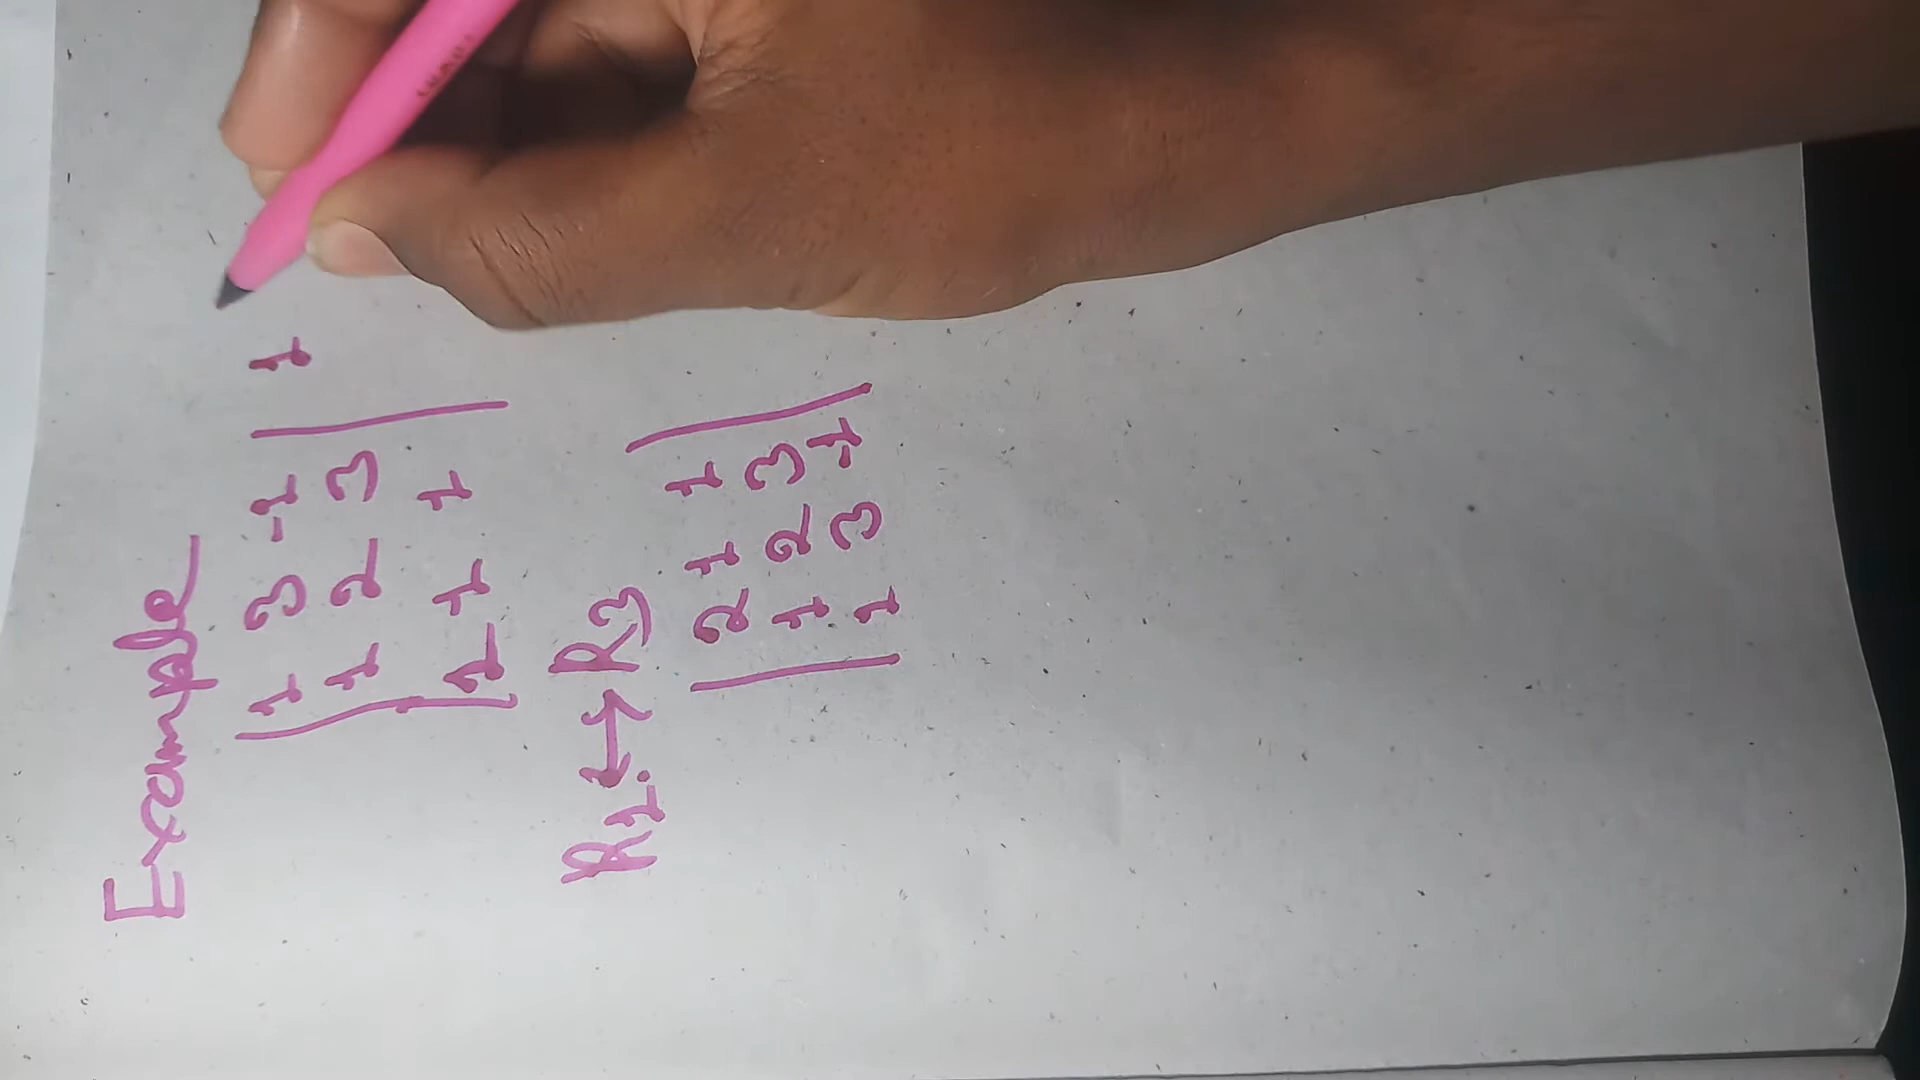 Example
| 1 3 -1 | 1
| 1 2 3 |
| 2 1 1 |
R1. ↔ R3
| 2 1 1 |
| 1 2 3 |
| 1 3 -1 |